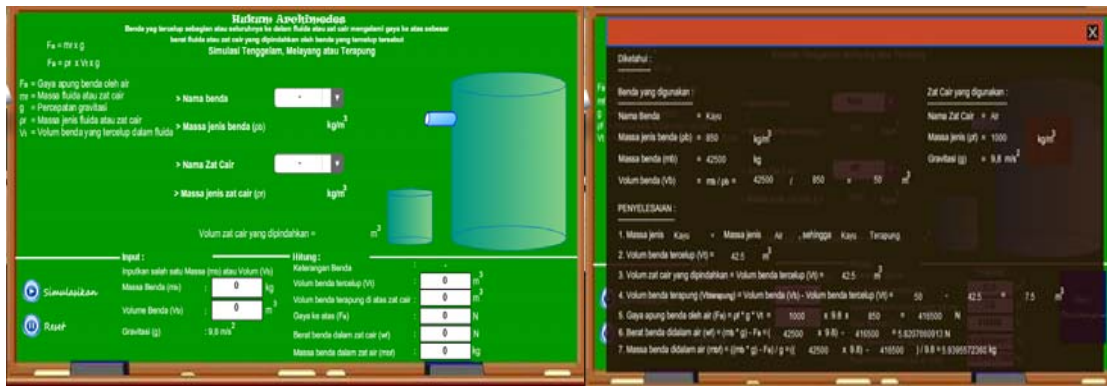 Hukum Archimedes
Benda yag tercelup sebagian atau seluruhnya ke dalam fluida atau zat cair mengalami gaya ke atas sebesar
berat fluida atau zat cair yang dipindahkan oleh benda yang tercelup tersebut
Simulasi Tenggelam, Melayang atau Terapung
Fa = mf x g
Fa = ρf x Vt x g
Fa = Gaya apung benda oleh air
mf = Massa fluida atau zat cair
g = Percepatan gravitasi
ρf = Massa jenis fluida atau zat cair
Vt = Volum benda yang tercelup dalam fluida
> Nama benda -
> Massa jenis benda (ρb) kg/m³
> Nama Zat Cair -
> Massa jenis zat cair (ρf) kg/m³
Volum zat cair yang dipindahkan = m³
Input :
Inputkan salah satu Massa (mb) atau Volum (Vb)
Massa Benda (mb) : 0 kg
Volume Benda (Vb) : 0 m³
Gravitasi (g) : 9,8 m/s²
Simulasikan
Reset
Hitung :
Keterangan Benda : -
Volum benda tercelup (Vt) : 0 m³
Volum benda terapung di atas zat cair : 0 m³
Gaya ke atas (Fa) : 0 N
Berat benda dalam zat cair (wf) : 0 N
Massa benda dalam zat air (mbf) : 0 kg
X
Diketahui :
Benda yang digunakan :
Nama Benda = Kayu
Massa jenis benda (ρb) = 850 kg/m³
Massa benda (mb) = 42500 kg
Volum benda (Vb) = mb / ρb = 42500 / 850 = 50 m³
Zat Cair yang digunakan :
Nama Zat Cair = Air
Massa jenis (ρf) = 1000 kg/m³
Gravitasi (g) = 9,8 m/s²
PENYELESAIAN :
1. Massa jenis Kayu < Massa jenis Air , sehingga Kayu Terapung
2. Volum benda tercelup (Vt) = 42.5 m³
3. Volum zat cair yang dipindahkan = Volum benda tercelup (Vt) = 42.5 m³
4. Volum benda terapung (Vbterapung) = Volum benda (Vb) - Volum benda tercelup (Vt) = 50 - 42.5 = 7.5 m³
5. Gaya apung benda oleh air (Fa) = ρf * g * Vt = 1000 x 9.8 x 850 = 416500 N
6. Berat benda didalam air (wf) = (mb * g) - Fa = ( 42500 x 9.8) - 416500
7. Massa benda didalam air (mbf) = ((mb * g) - Fa) / g = (( 42500 x 9.8) - 416500 ) / 9.8